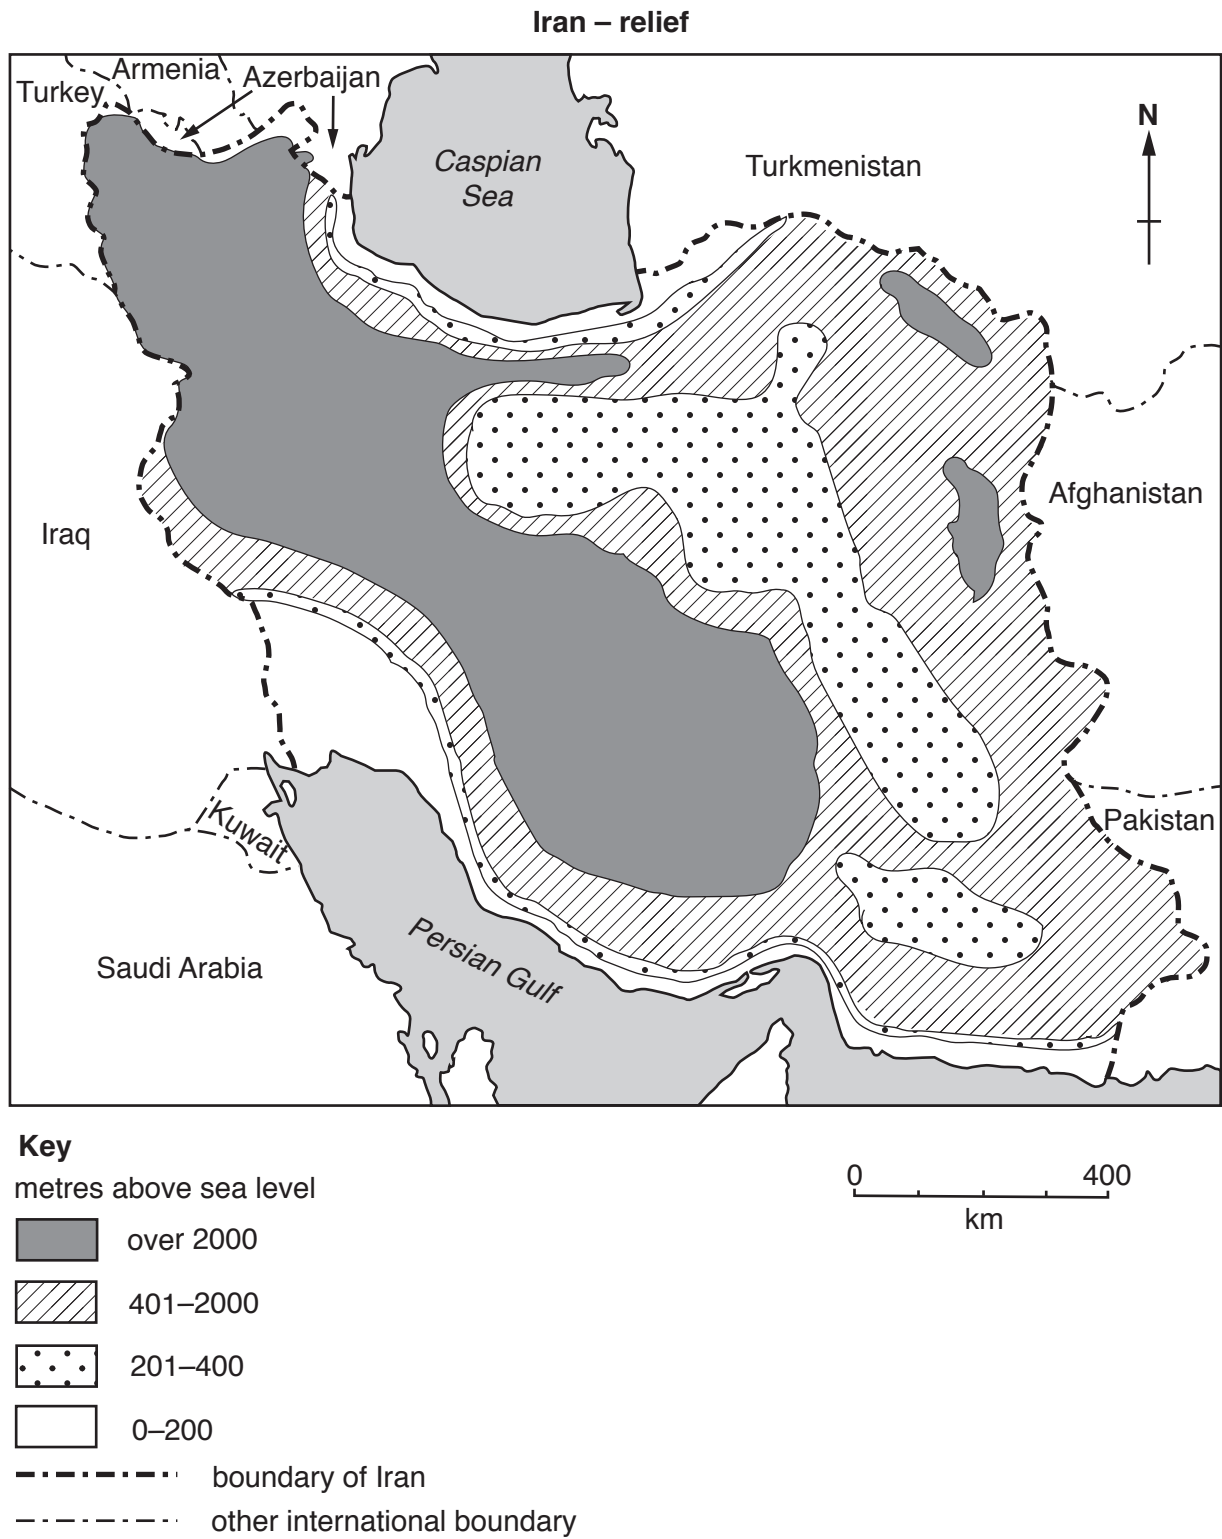 Iran – relief
Armenia
Azerbaijan
Turkey
N
Caspian
Sea
Turkmenistan
Afghanistan
Iraq
Kuwait
Pakistan
Saudi Arabia
Persian Gulf
Key
metres above sea level
over 2000
401–2000
201–400
0–200
boundary of Iran
other international boundary
0 400
km